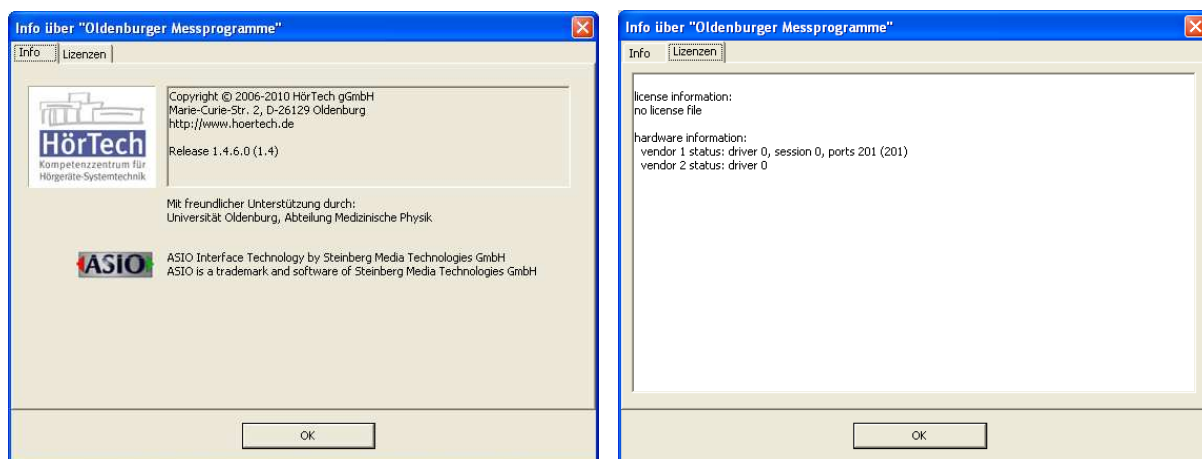 Info über "Oldenburger Messprogramme"
Info
Lizenzen
HörTech
Kompetenzzentrum für
Hörgeräte-Systemtechnik
Copyright © 2006-2010 HörTech gGmbH
Marie-Curie-Str. 2, D-26129 Oldenburg
http://www.hoertech.de
Release 1.4.6.0 (1.4)
Mit freundlicher Unterstützung durch:
Universität Oldenburg, Abteilung Medizinische Physik
ASIO
ASIO Interface Technology by Steinberg Media Technologies GmbH
ASIO is a trademark and software of Steinberg Media Technologies GmbH
OK
Info über "Oldenburger Messprogramme"
Info
Lizenzen
license information:
no license file
hardware information:
vendor 1 status: driver 0, session 0, ports 201 (201)
vendor 2 status: driver 0
OK